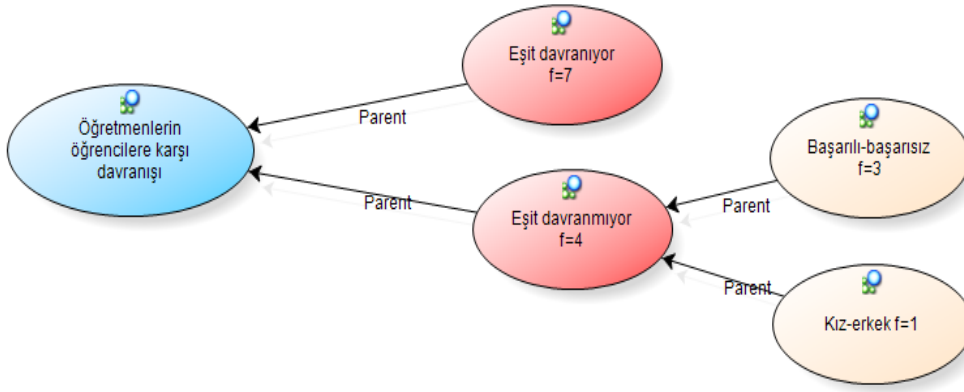 Eşit davranıyor
f=7
Parent
Öğretmenlerin
öğrencilere karşı
davranışı
Başarılı-başarısız
f=3
Parent
Eşit davranmıyor
f=4
Parent
Parent
Kız-erkek f=1